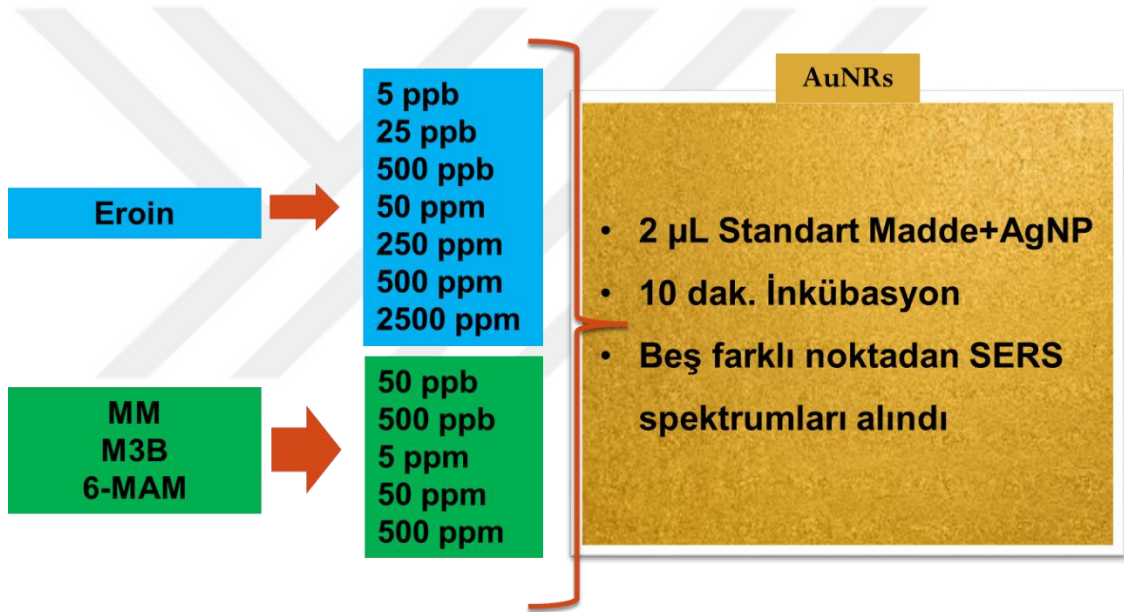 Eroin
5 ppb
25 ppb
500 ppb
50 ppm
250 ppm
500 ppm
2500 ppm
MM
M3B
6-MAM
50 ppb
500 ppb
5 ppm
50 ppm
500 ppm
AuNRs
• 2 µL Standart Madde+AgNP
• 10 dak. İnkübasyon
• Beş farklı noktadan SERS
spektrumları alındı